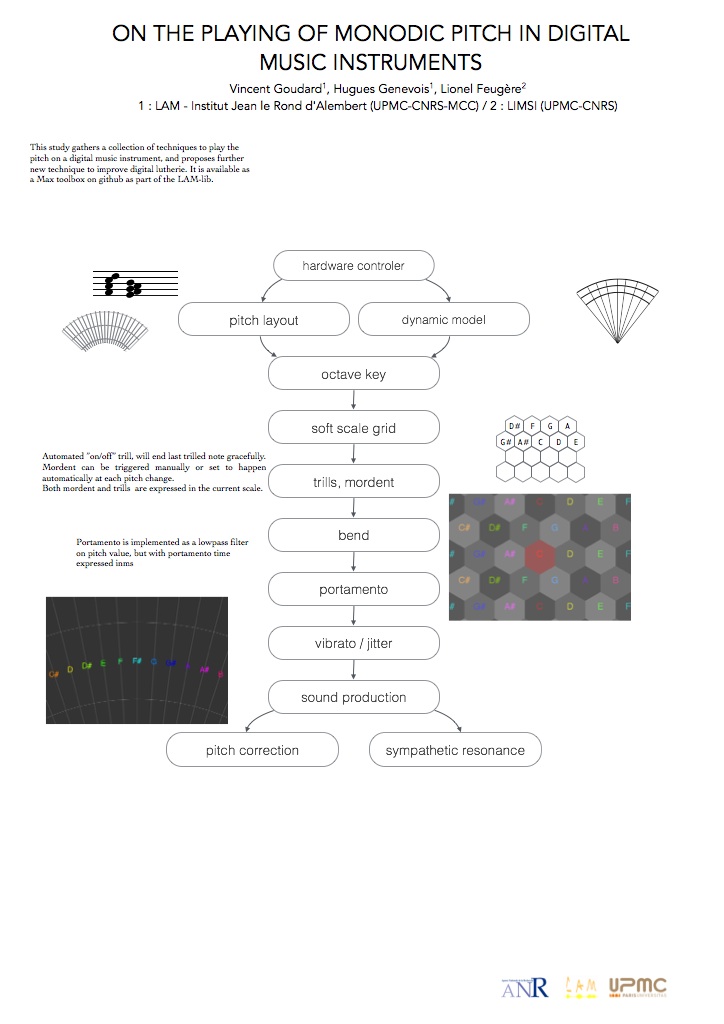 ON THE PLAYING OF MONODIC PITCH IN DIGITAL
MUSIC INSTRUMENTS
Vincent Goudard1, Hugues Genevois1, Lionel Feugère2
1 : LAM - Institut Jean le Rond d'Alembert (UPMC-CNRS-MCC) / 2 : LIMSI (UPMC-CNRS)
This study gathers a collection of techniques to play the
pitch on a digital music instrument, and proposes further
new technique to improve digital lutherie. It is available as
a Max toolbox on github as part of the LAM-lib.
hardware controler
pitch layout
dynamic model
octave key
soft scale grid
D# F G A
G# A# C D E
Automated "on/off" trill, will end last trilled note gracefully.
Mordent can be triggered manually or set to happen
automatically at each pitch change.
Both mordent and trills are expressed in the current scale.
trills, mordent
bend
Portamento is implemented as a lowpass filter
on pitch value, but with portamento time
expressed inms
portamento
vibrato / jitter
sound production
pitch correction
sympathetic resonance
# F# G# A# C D E F
C# D# F G A B
# G# A# C D E F
C# D# F G A B
# G# A# C D E F
C# D D# E F F# G G# A A# B
ANR
LAM
UPMC